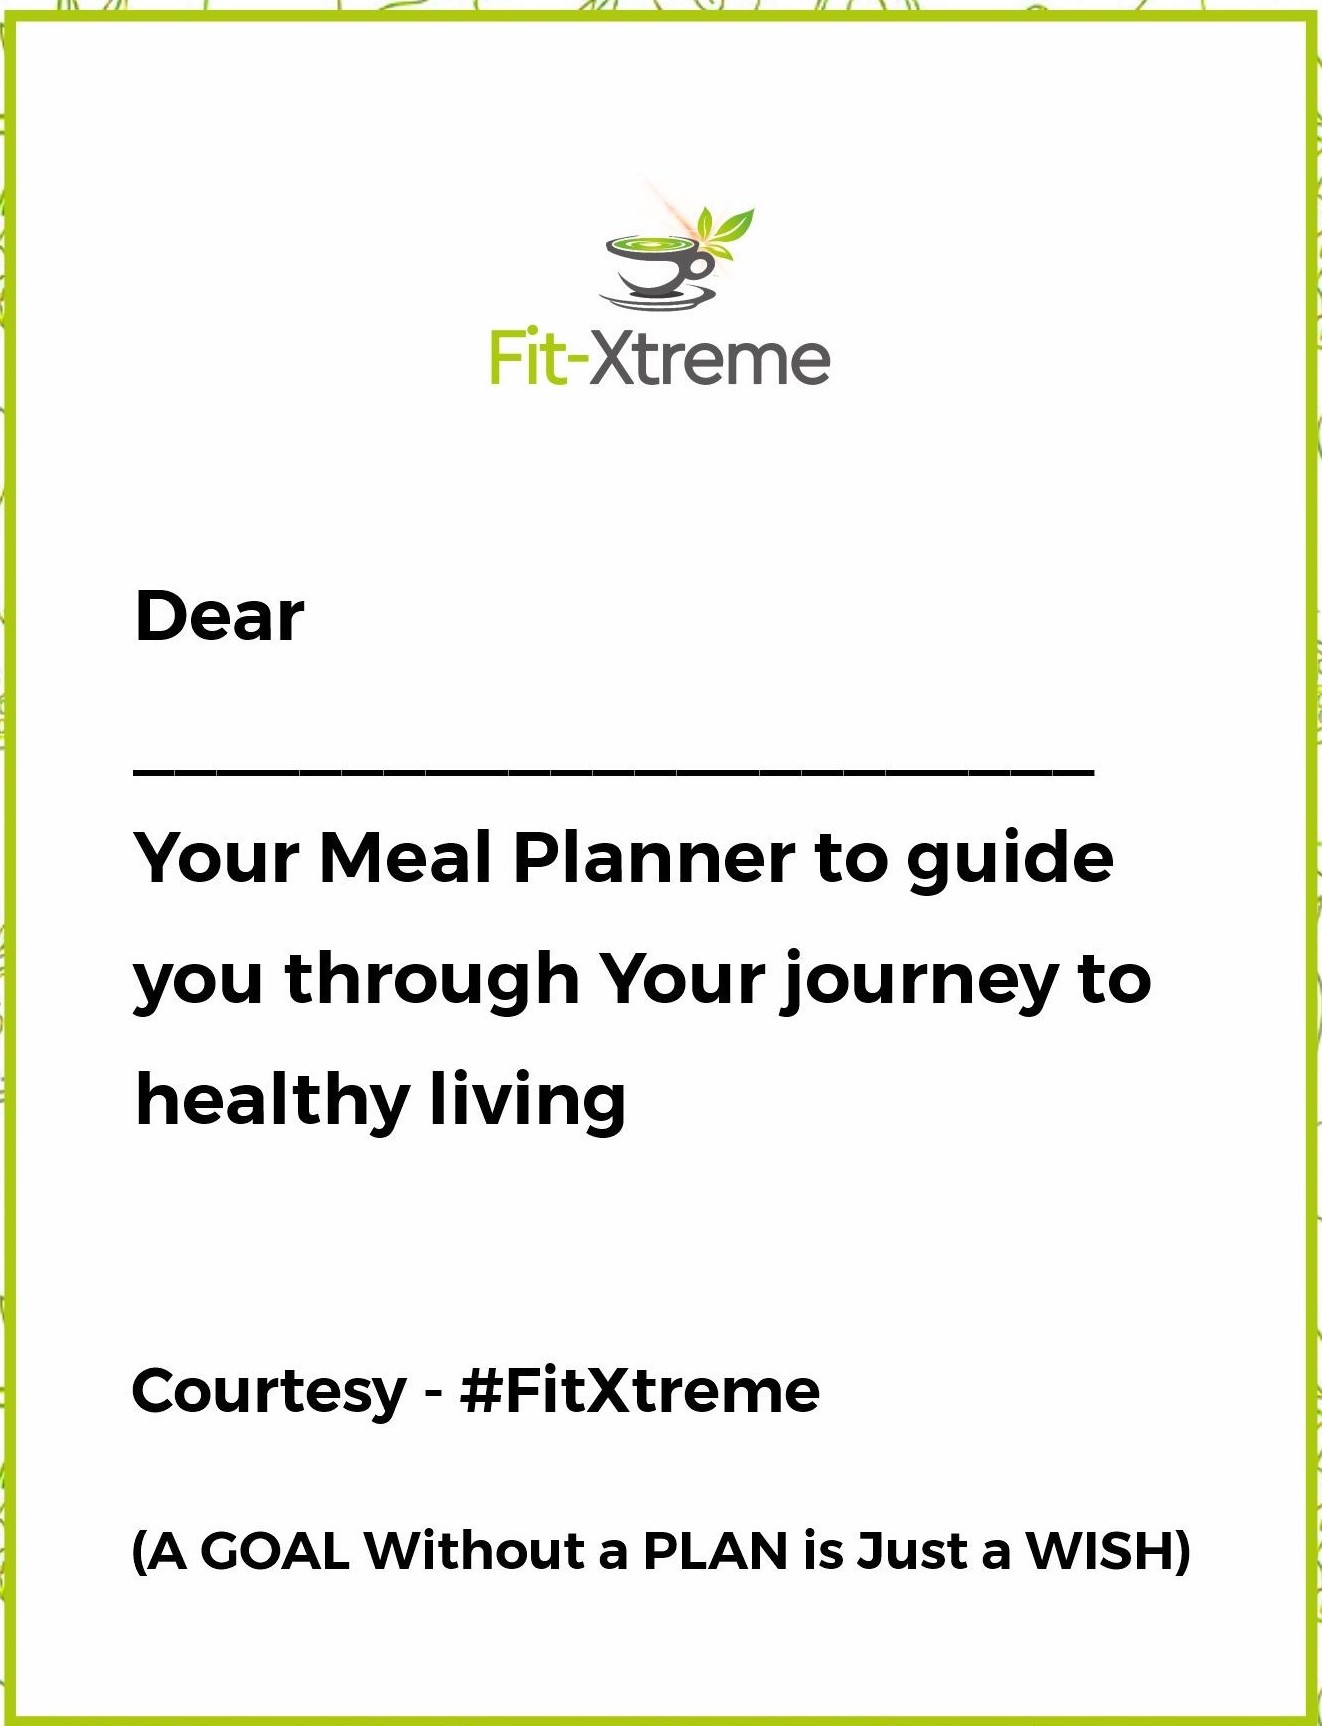 Fit-Xtreme
Dear
_______________________
Your Meal Planner to guide
you through Your journey to
healthy living
Courtesy - #FitXtreme
(A GOAL Without a PLAN is Just a WISH)